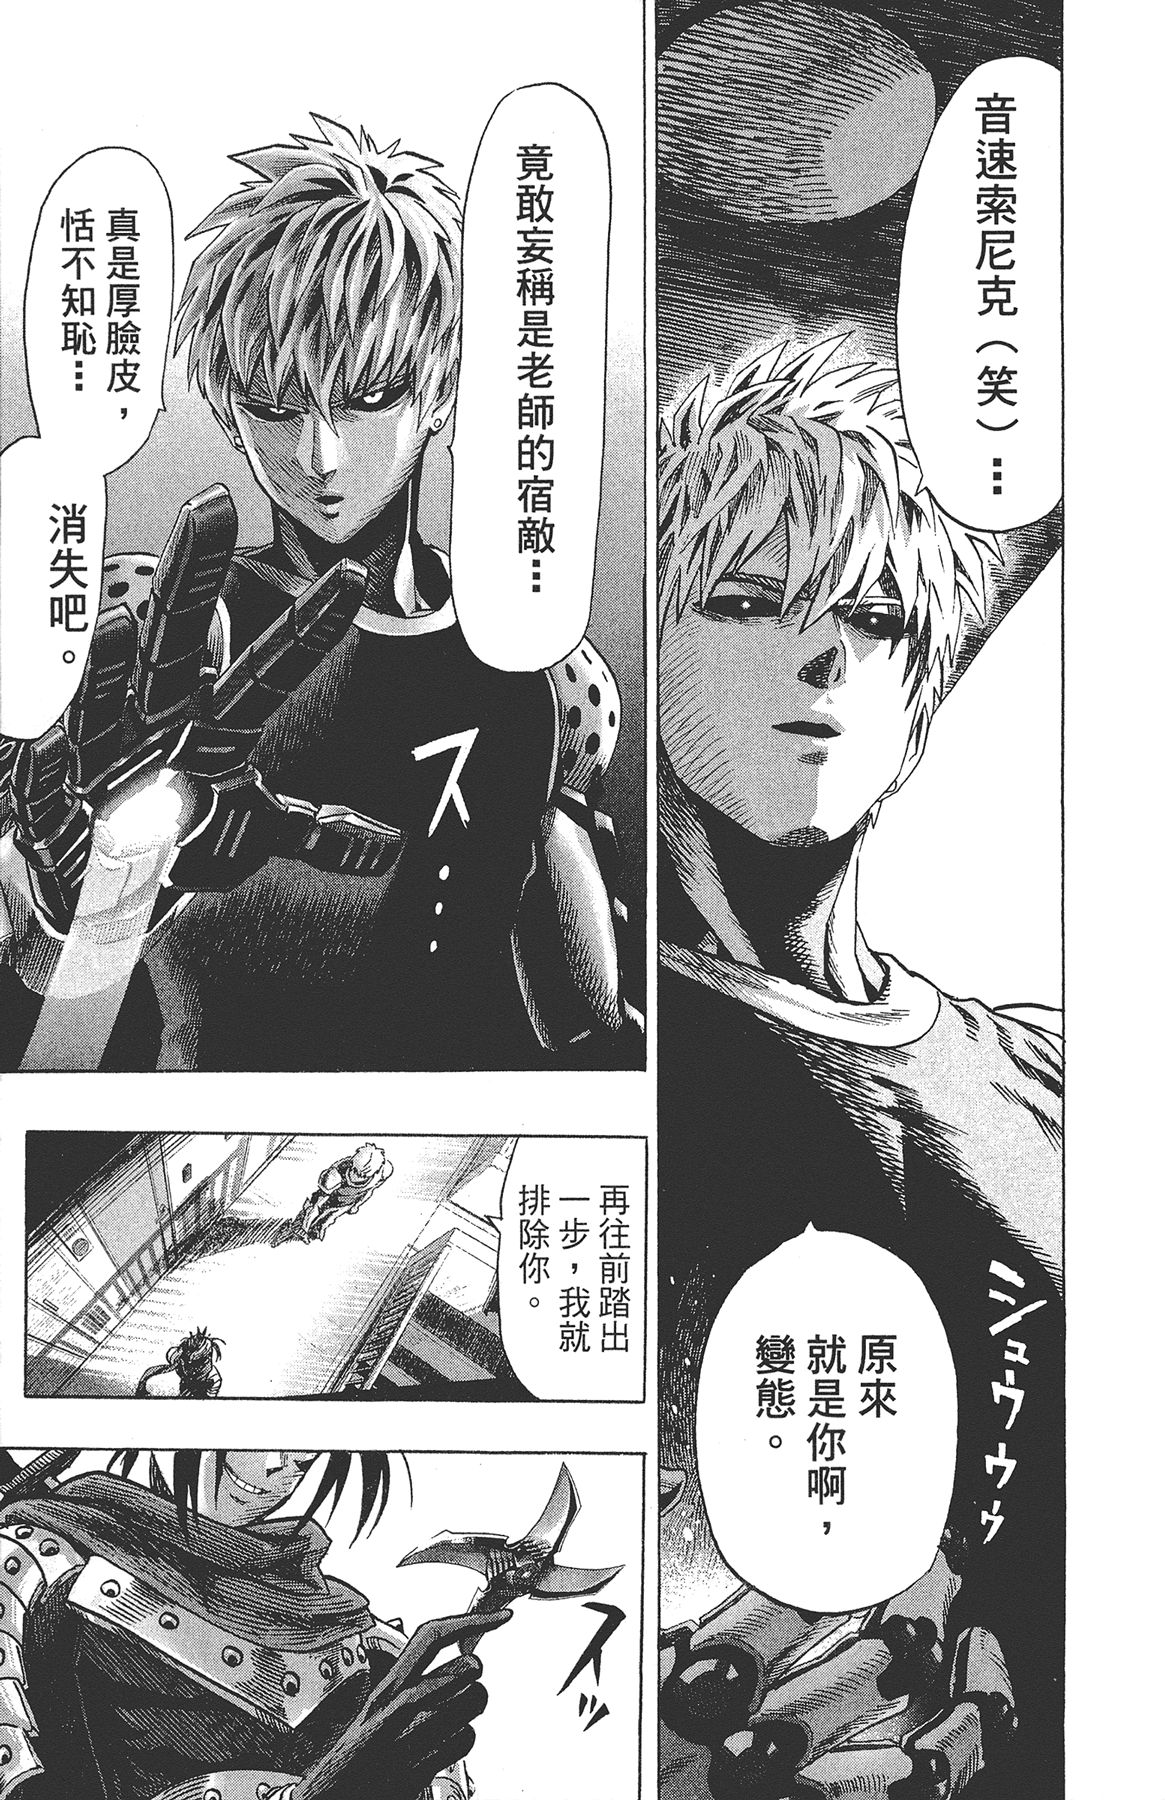 音速索尼克（笑）…
原來
就是你啊，
變態。
シュウゥゥ
竟敢妄稱是老師的宿敵…
真是厚臉皮，
恬不知恥…
消失吧。
ス…
再往前踏出
一步，我就
排除你。
スッ